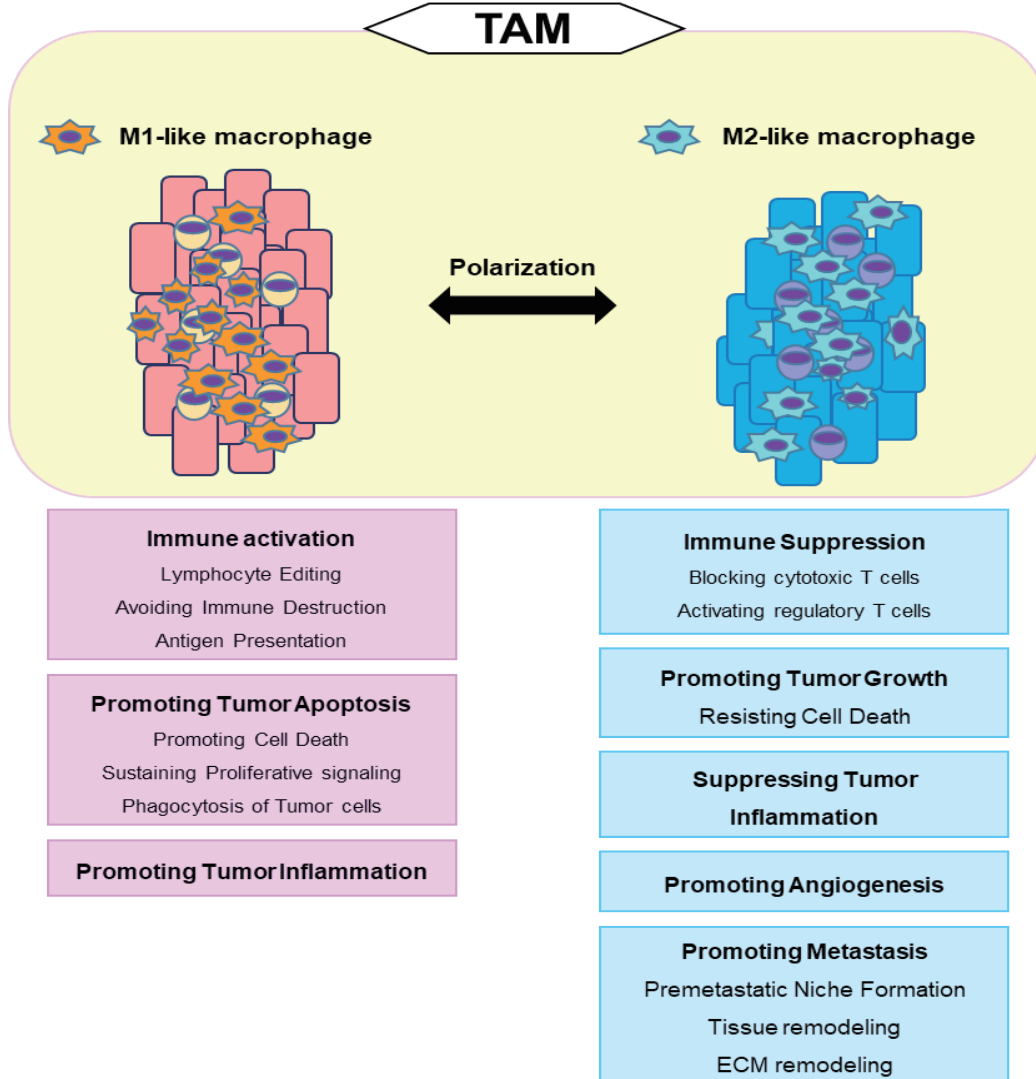 TAM
M1-like macrophage
M2-like macrophage
Polarization
Immune activation
Lymphocyte Editing
Avoiding Immune Destruction
Antigen Presentation
Promoting Tumor Apoptosis
Promoting Cell Death
Sustaining Proliferative signaling
Phagocytosis of Tumor cells
Promoting Tumor Inflammation
Immune Suppression
Blocking cytotoxic T cells
Activating regulatory T cells
Promoting Tumor Growth
Resisting Cell Death
Suppressing Tumor
Inflammation
Promoting Angiogenesis
Promoting Metastasis
Premetastatic Niche Formation
Tissue remodeling
ECM remodeling